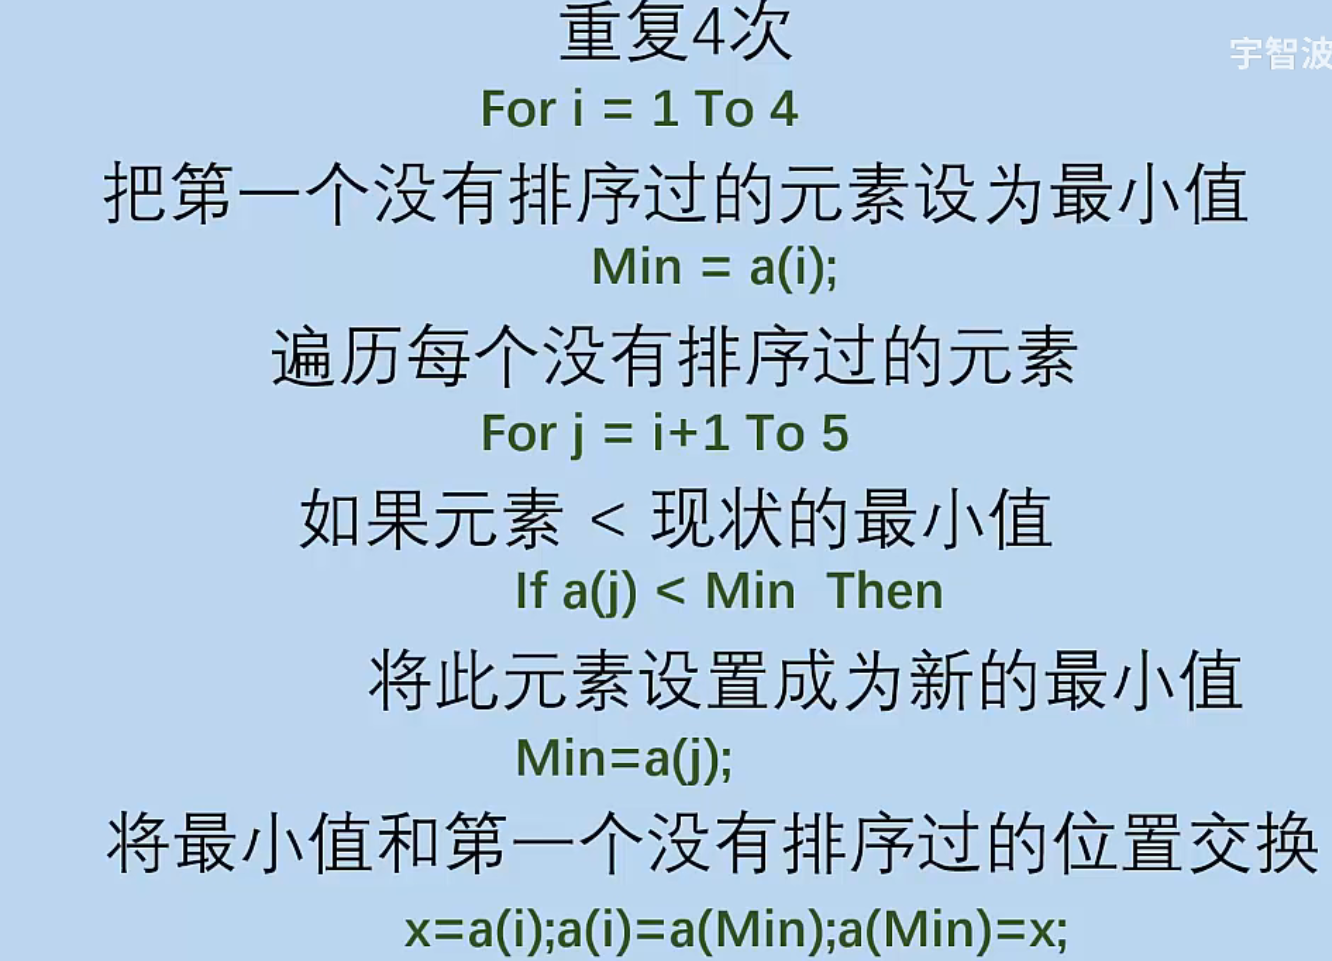 重复4次
宇智波
For i = 1 To 4
把第一个没有排序过的元素设为最小值
Min = a(i);
遍历每个没有排序过的元素
For j = i+1 To 5
如果元素 < 现状的最小值
If a(j) < Min Then
将此元素设置成为新的最小值
Min=a(j);
将最小值和第一个没有排序过的位置交换
x=a(i);a(i)=a(Min);a(Min)=x;